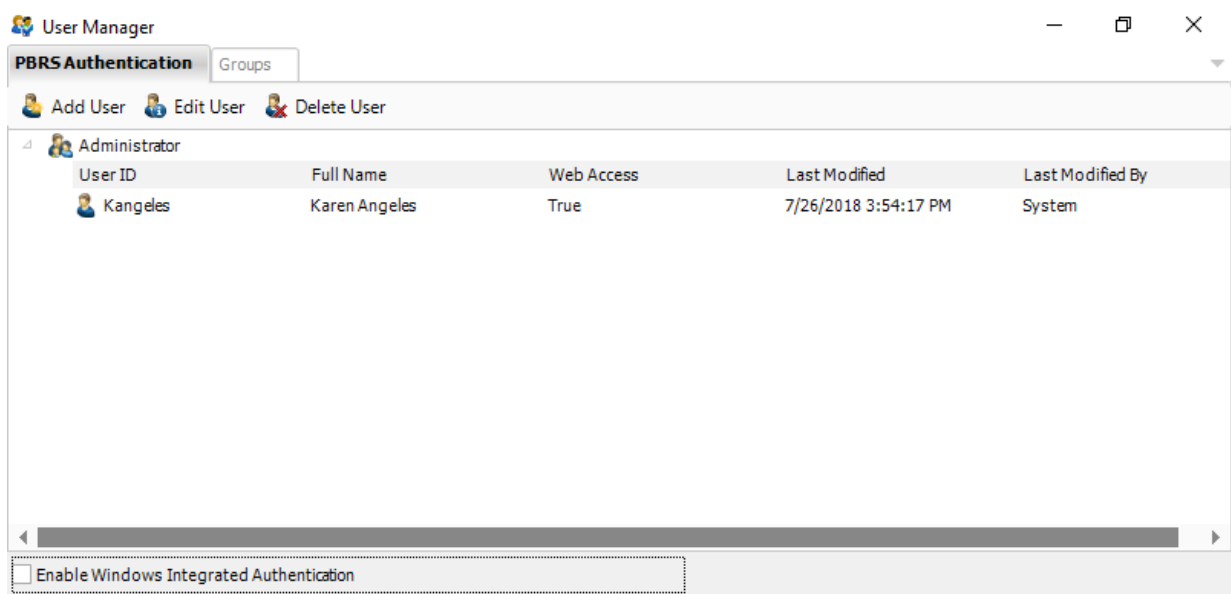 User Manager
PBRS Authentication Groups
Add User Edit User Delete User
Administrator
User ID Full Name Web Access Last Modified Last Modified By
Kangeles Karen Angeles True 7/26/2018 3:54:17 PM System
Enable Windows Integrated Authentication